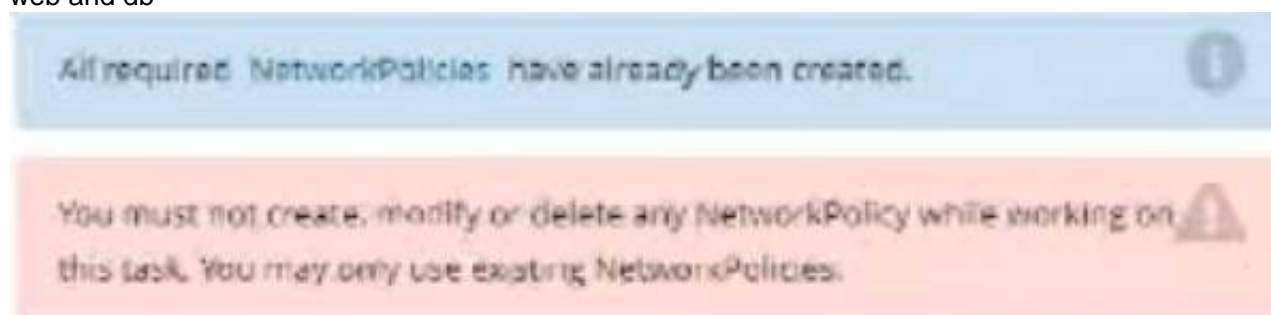 web and db
All required NetworkPolicies have already been created.
You must not create, modify or delete any NetworkPolicy while working on
this task. You may only use existing NetworkPolicies.